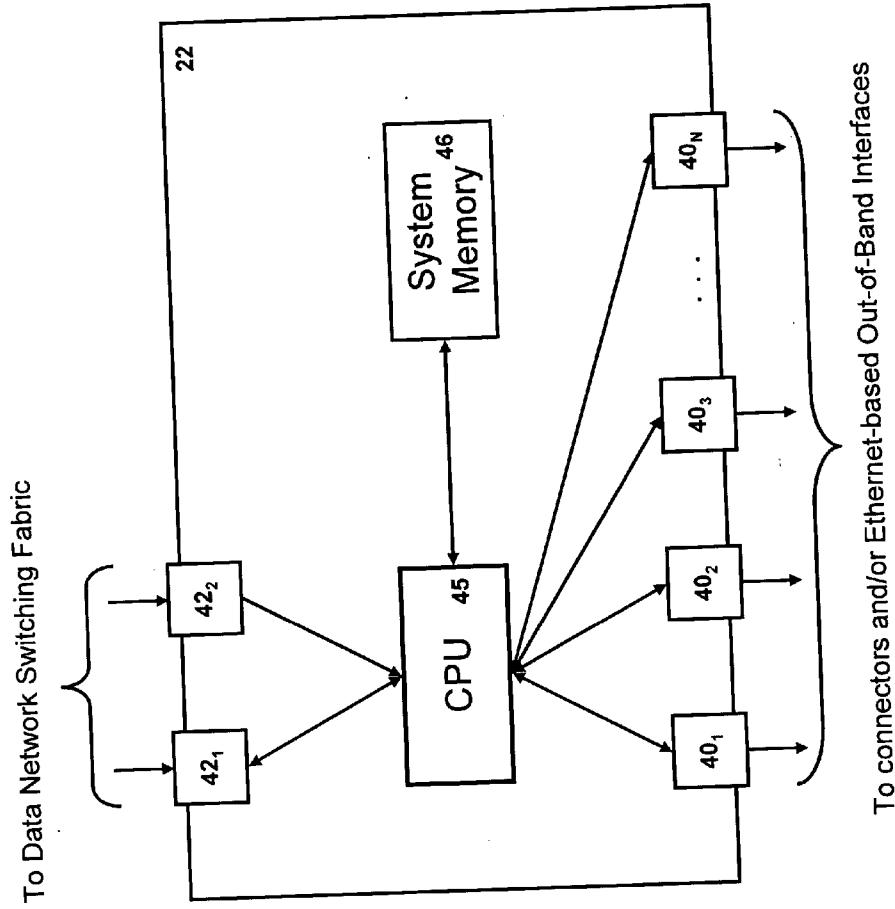 To Data Network Switching Fabric
22
42₁
42₂
CPU
45
System
Memory
46
40₁
40₂
40₃
. . .
40N
To connectors and/or Ethernet-based Out-of-Band Interfaces